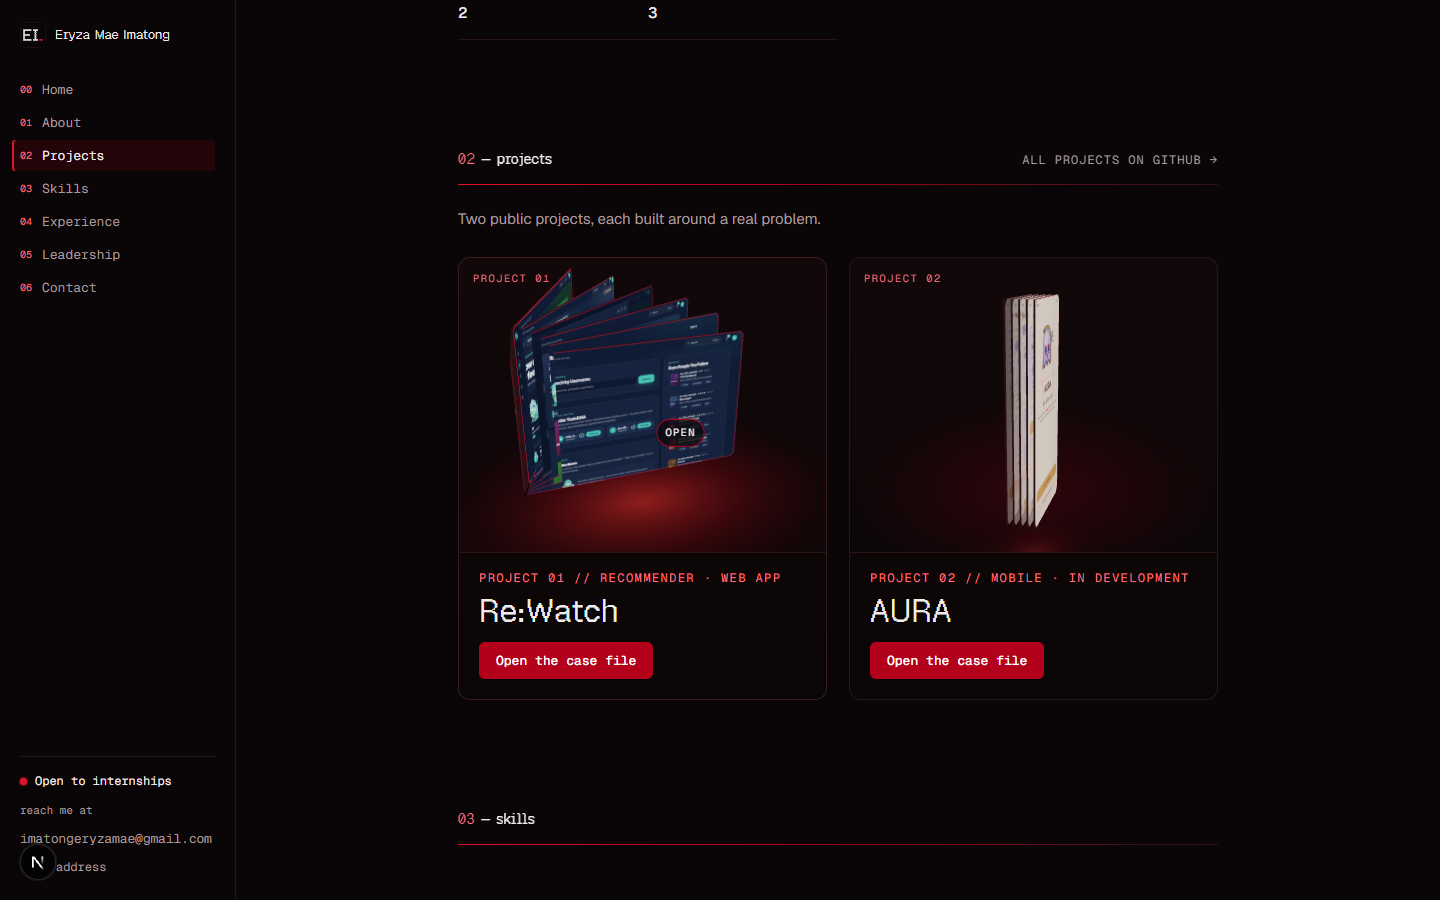 EI.
Eryza Mae Imatong
00 Home
01 About
02 Projects
03 Skills
04 Experience
05 Leadership
06 Contact
Open to internships
reach me at
imatongeryzamae@gmail.com
N
address
2
3
02 — projects
ALL PROJECTS ON GITHUB →
Two public projects, each built around a real problem.
PROJECT 01
OPEN
PROJECT 01 // RECOMMENDER · WEB APP
Re:Watch
Open the case file
PROJECT 02
AURA
PROJECT 02 // MOBILE · IN DEVELOPMENT
AURA
Open the case file
03 — skills